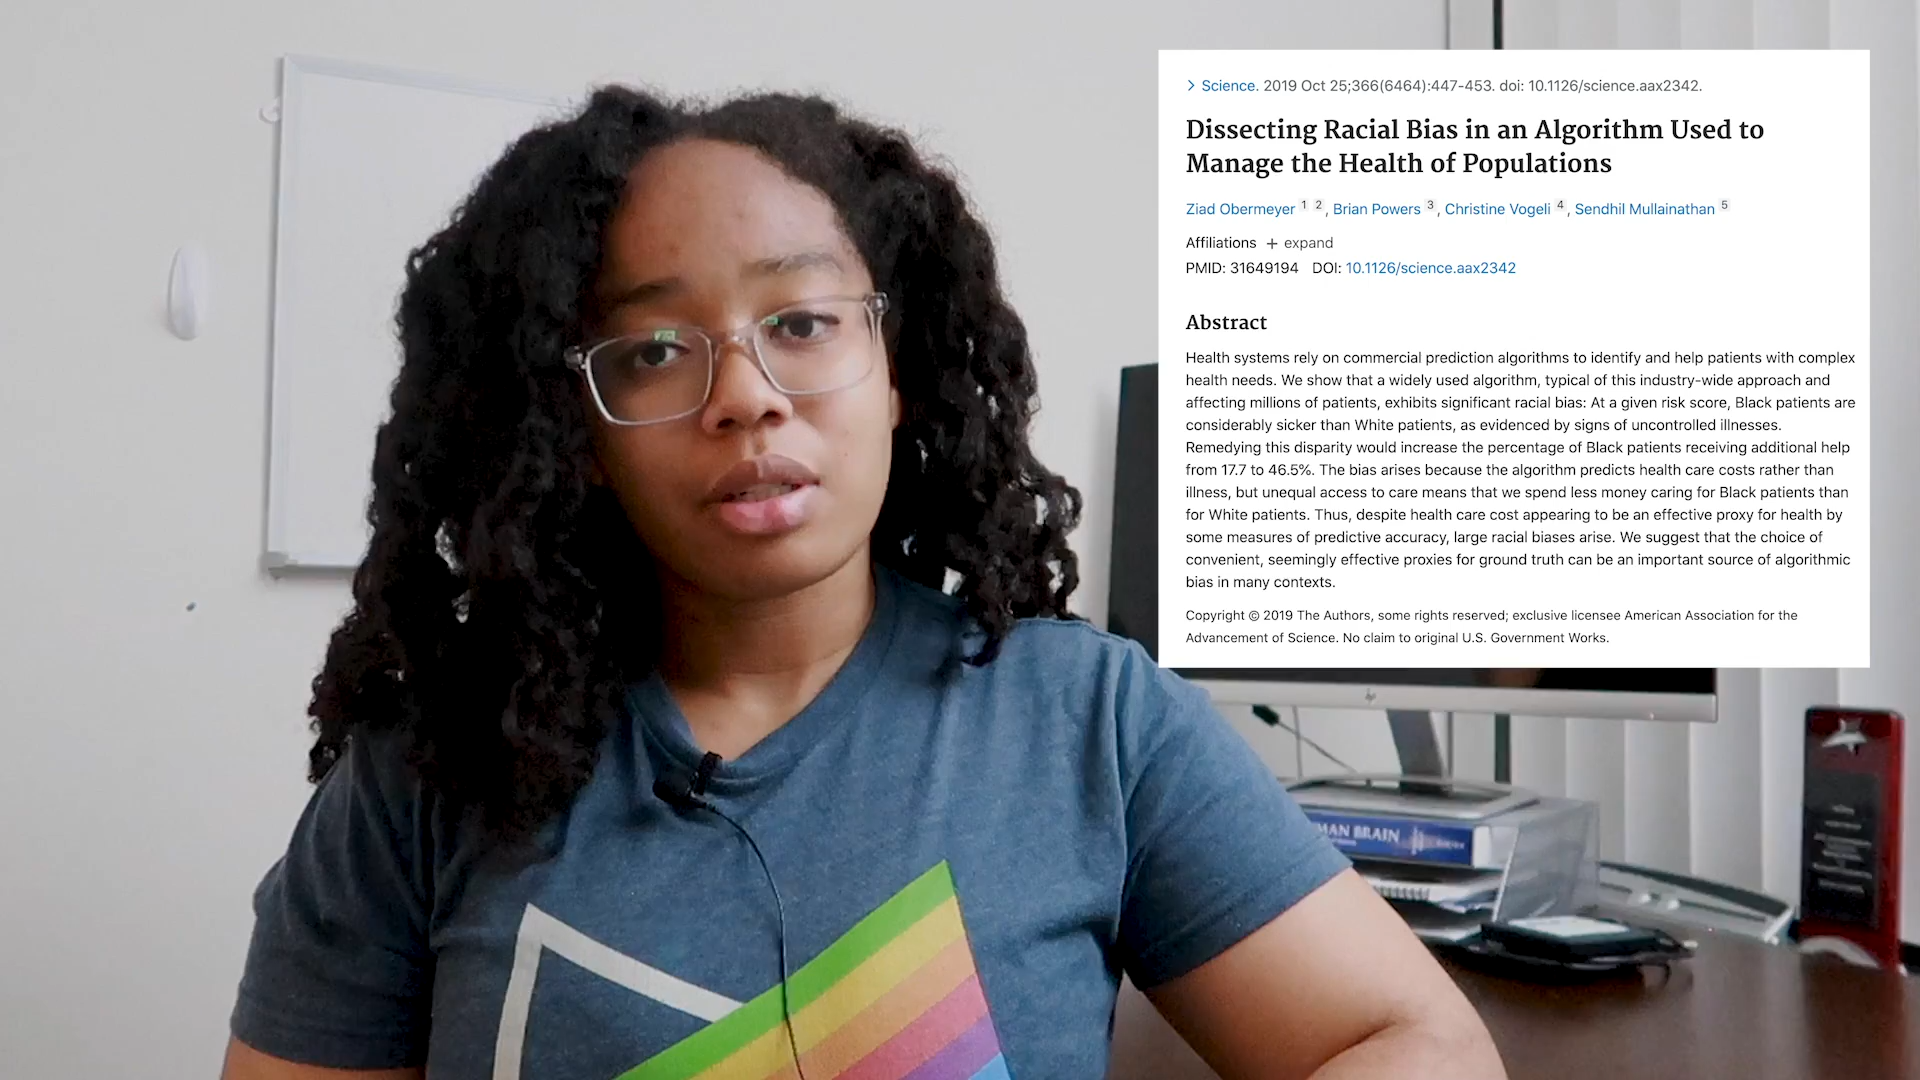 > Science. 2019 Oct 25;366(6464):447-453. doi: 10.1126/science.aax2342.
Dissecting Racial Bias in an Algorithm Used to
Manage the Health of Populations
Ziad Obermeyer 1 2, Brian Powers 3, Christine Vogeli 4, Sendhil Mullainathan 5
Affiliations + expand
PMID: 31649194 DOI: 10.1126/science.aax2342
Abstract
Health systems rely on commercial prediction algorithms to identify and help patients with complex
health needs. We show that a widely used algorithm, typical of this industry-wide approach and
affecting millions of patients, exhibits significant racial bias: At a given risk score, Black patients are
considerably sicker than White patients, as evidenced by signs of uncontrolled illnesses.
Remedying this disparity would increase the percentage of Black patients receiving additional help
from 17.7 to 46.5%. The bias arises because the algorithm predicts health care costs rather than
illness, but unequal access to care means that we spend less money caring for Black patients than
for White patients. Thus, despite health care cost appearing to be an effective proxy for health by
some measures of predictive accuracy, large racial biases arise. We suggest that the choice of
convenient, seemingly effective proxies for ground truth can be an important source of algorithmic
bias in many contexts.
Copyright © 2019 The Authors, some rights reserved; exclusive licensee American Association for the
Advancement of Science. No claim to original U.S. Government Works.
hp
MAN BRAIN